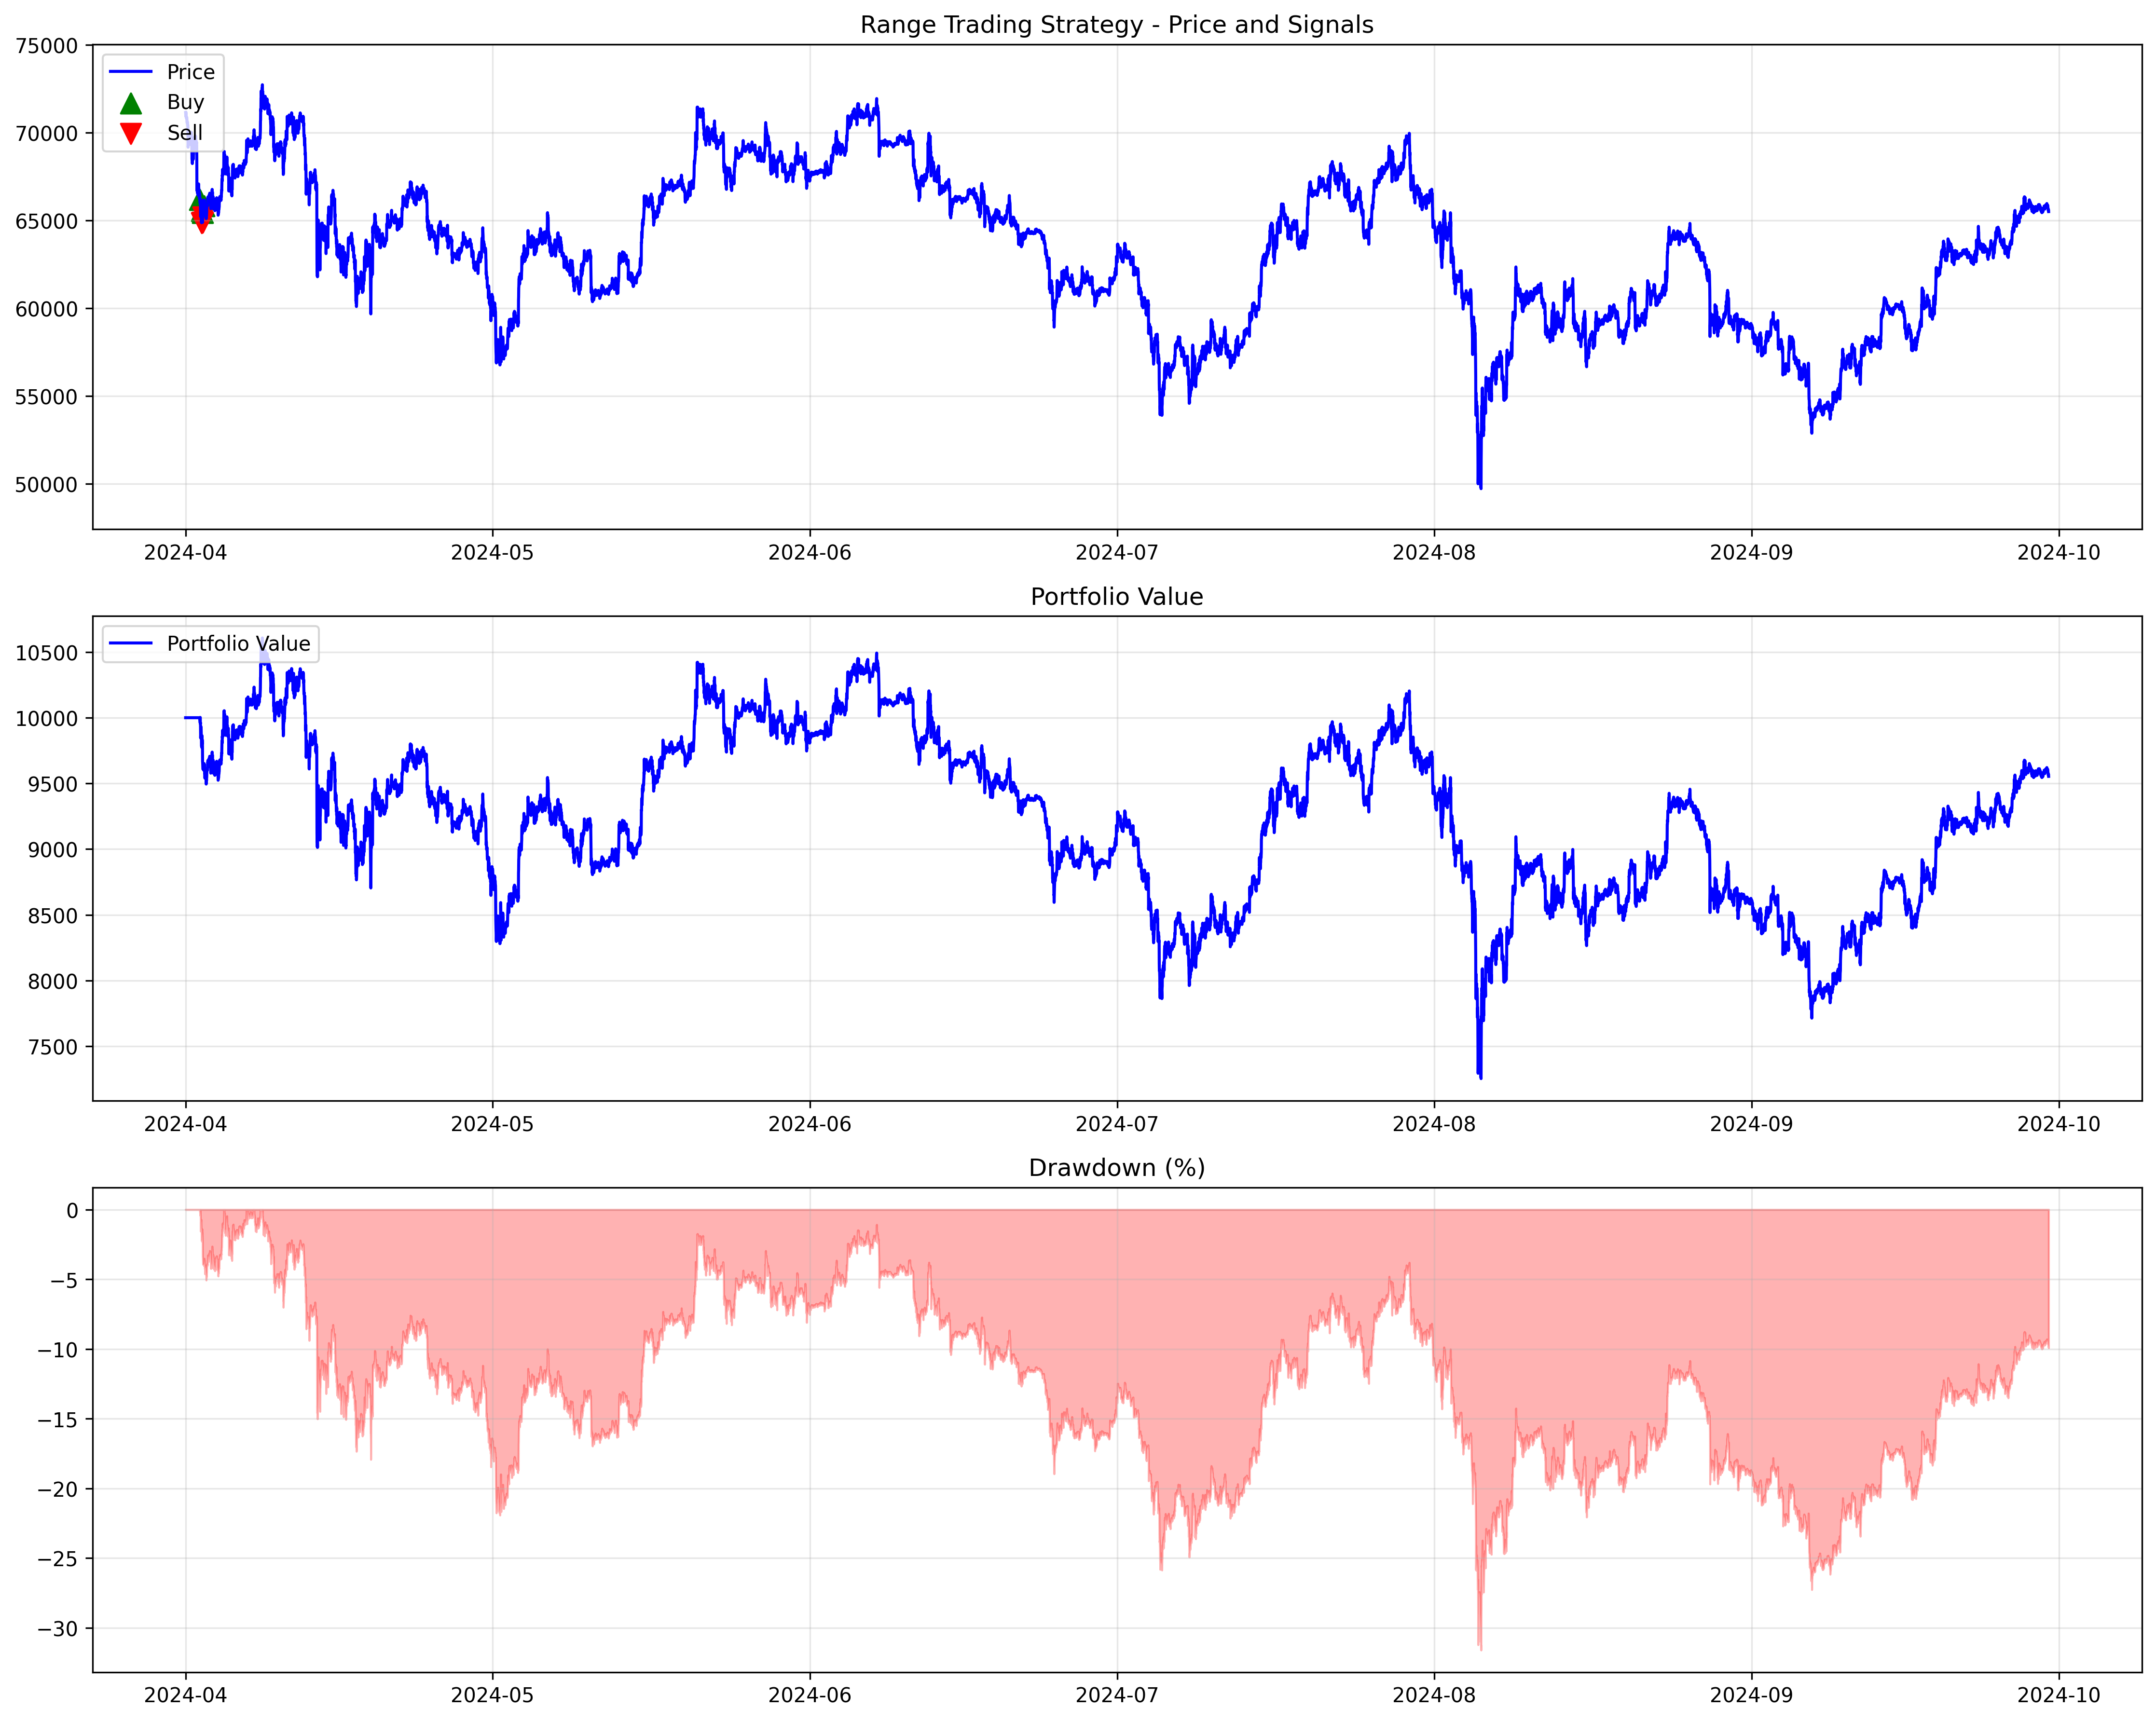 Range Trading Strategy - Price and Signals
75000
70000
65000
60000
55000
50000
Price
Buy
Sell
2024-04 2024-05 2024-06 2024-07 2024-08 2024-09 2024-10
Portfolio Value
10500
10000
9500
9000
8500
8000
7500
Portfolio Value
2024-04 2024-05 2024-06 2024-07 2024-08 2024-09 2024-10
Drawdown (%)
0
−5
−10
−15
−20
−25
−30
2024-04 2024-05 2024-06 2024-07 2024-08 2024-09 2024-10